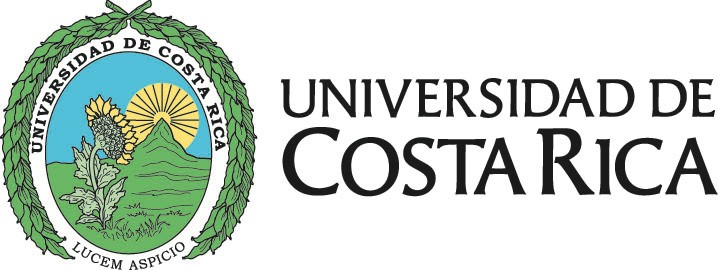 UNIVERSIDAD DE COSTA RICA
LUCEM ASPICIO
UNIVERSIDAD DE
COSTA RICA